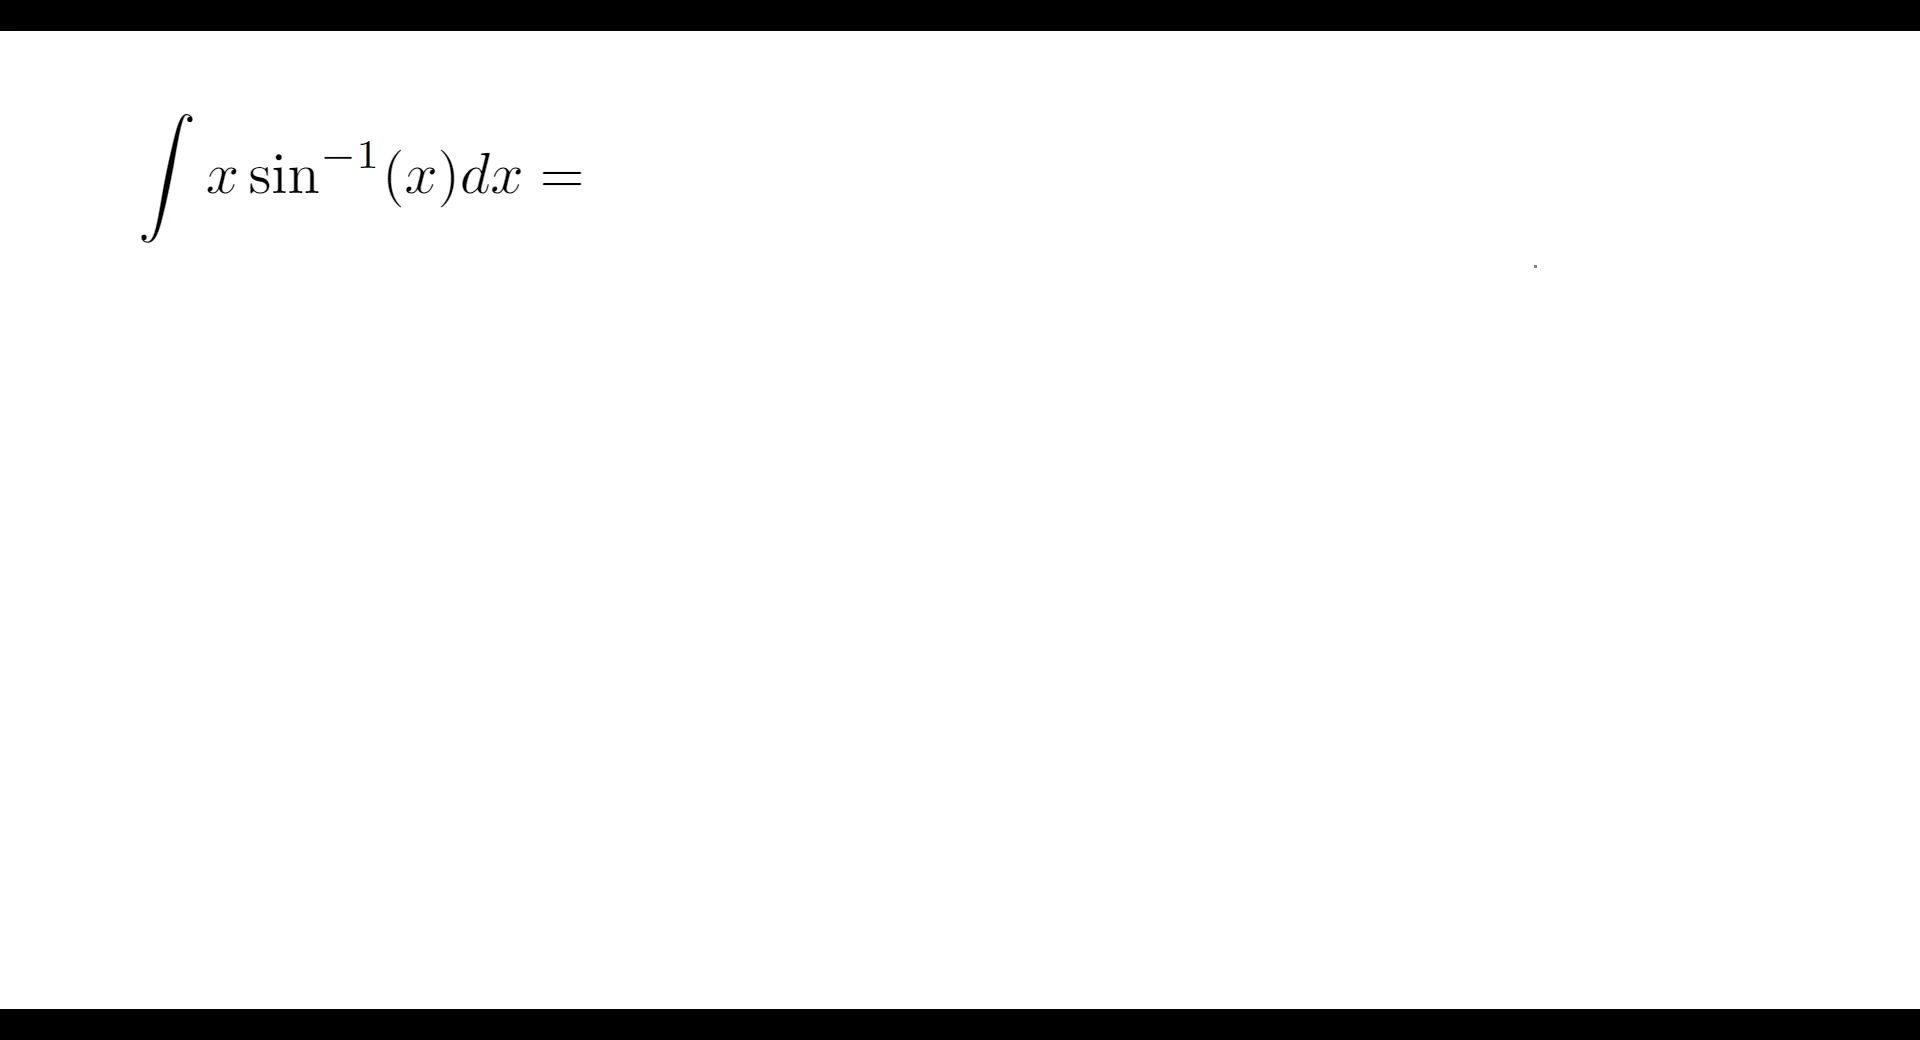 ∫ x sin⁻¹(x)dx =